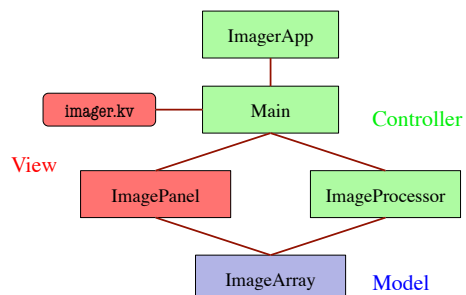 ImagerApp
imager.kv
Main
Controller
View
ImagePanel
ImageProcessor
ImageArray
Model